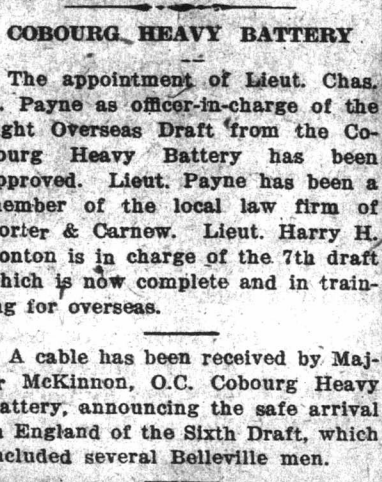 COBOURG HEAVY BATTERY
The appointment of Lieut. Chas.
. Payne as officer-in-charge of the
ight Overseas Draft from the Co-
bourg Heavy Battery has been
pproved. Lieut. Payne has been a
member of the local law firm of
orter & Carnew. Lieut. Harry H.
onton is in charge of the 7th draft
which is now complete and in train-
ng for overseas.
A cable has been received by Maj-
r McKinnon, O.C. Cobourg Heavy
attery, announcing the safe arrival
n England of the Sixth Draft, which
ncluded several Belleville men.